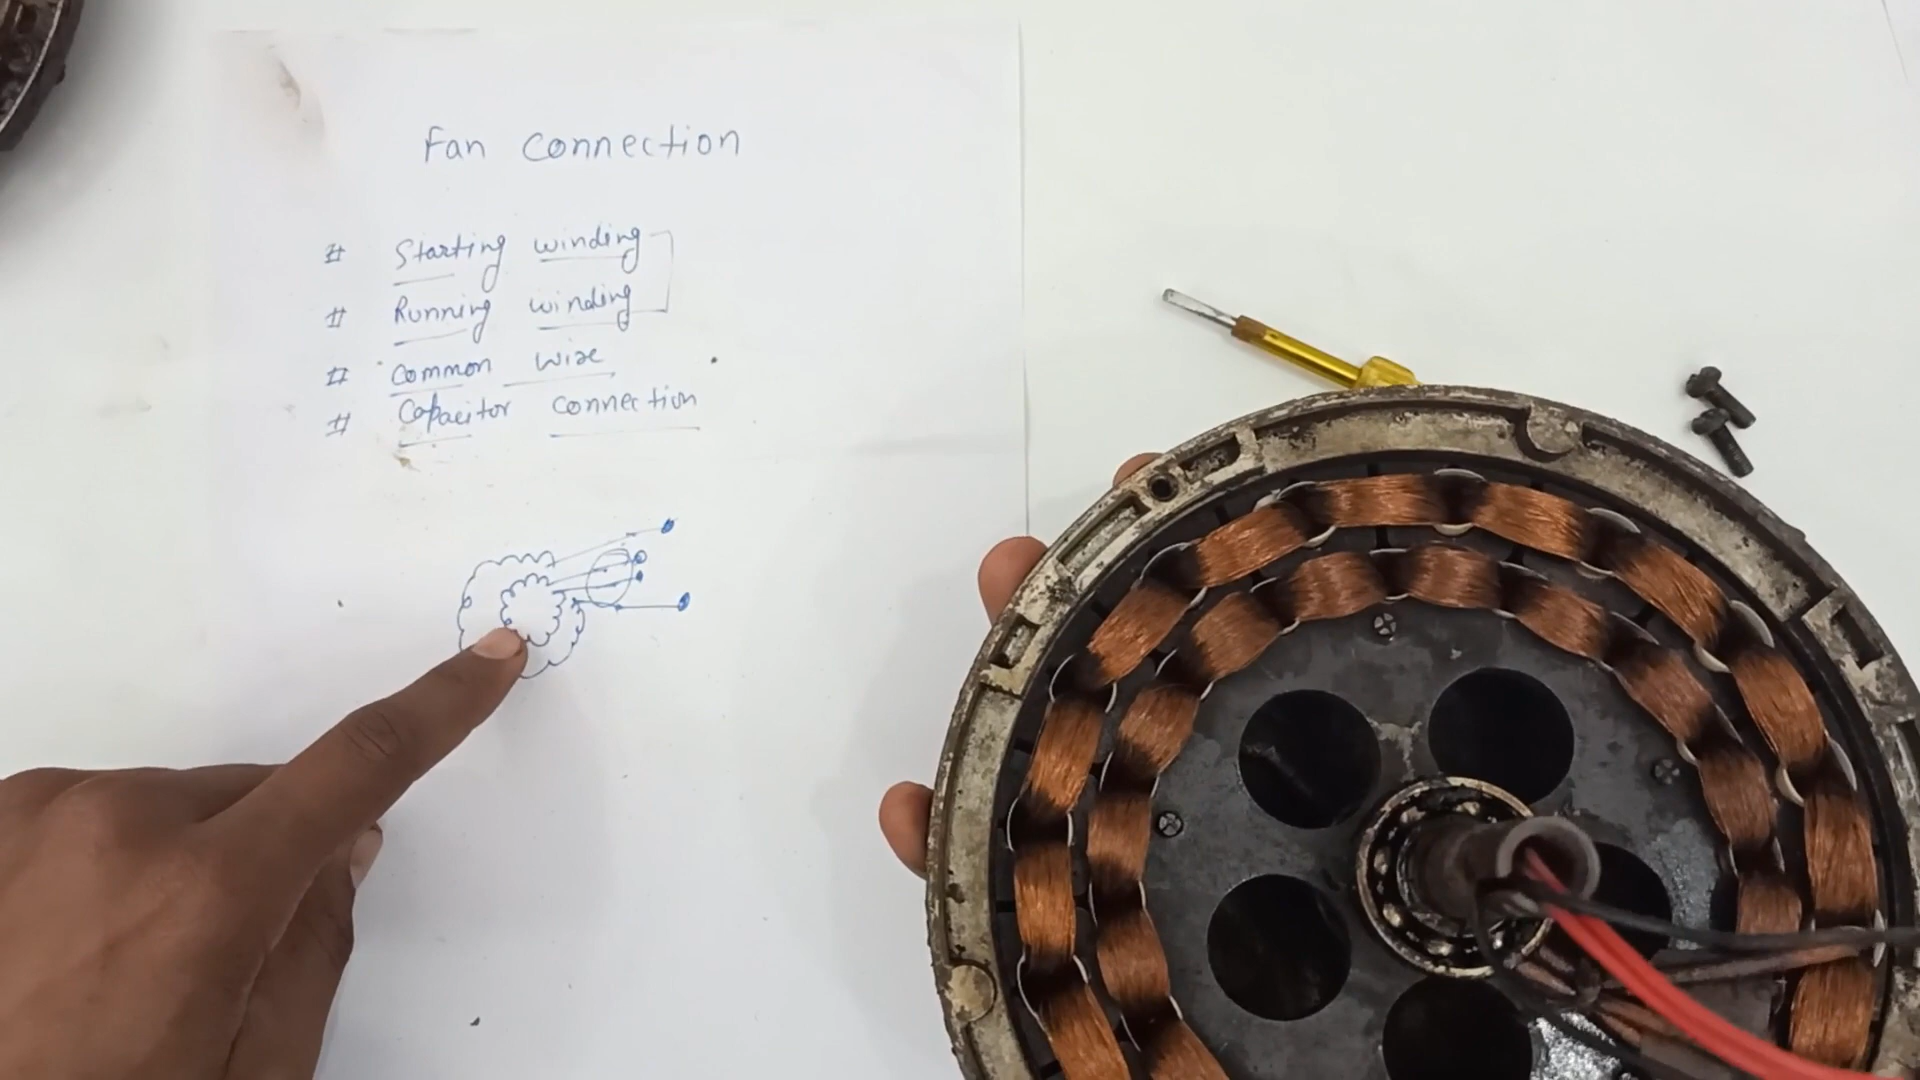 Fan Connection
# Starting winding
# Running winding
# Common wire
# Capacitor Connection